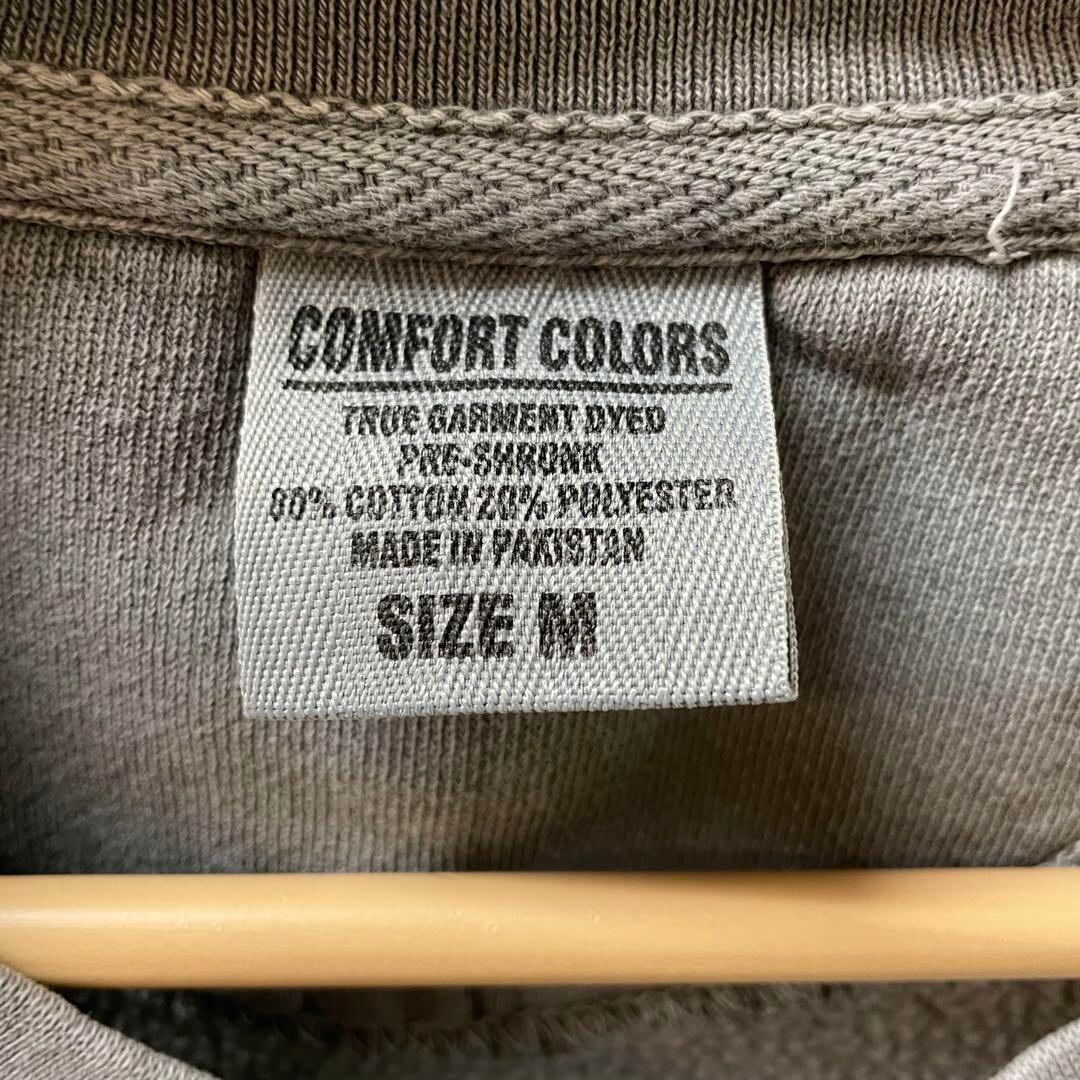 COMFORT COLORS
TRUE GARMENT DYED
PRE-SHRUNK
80% COTTON 20% POLYESTER
MADE IN PAKISTAN
SIZE M